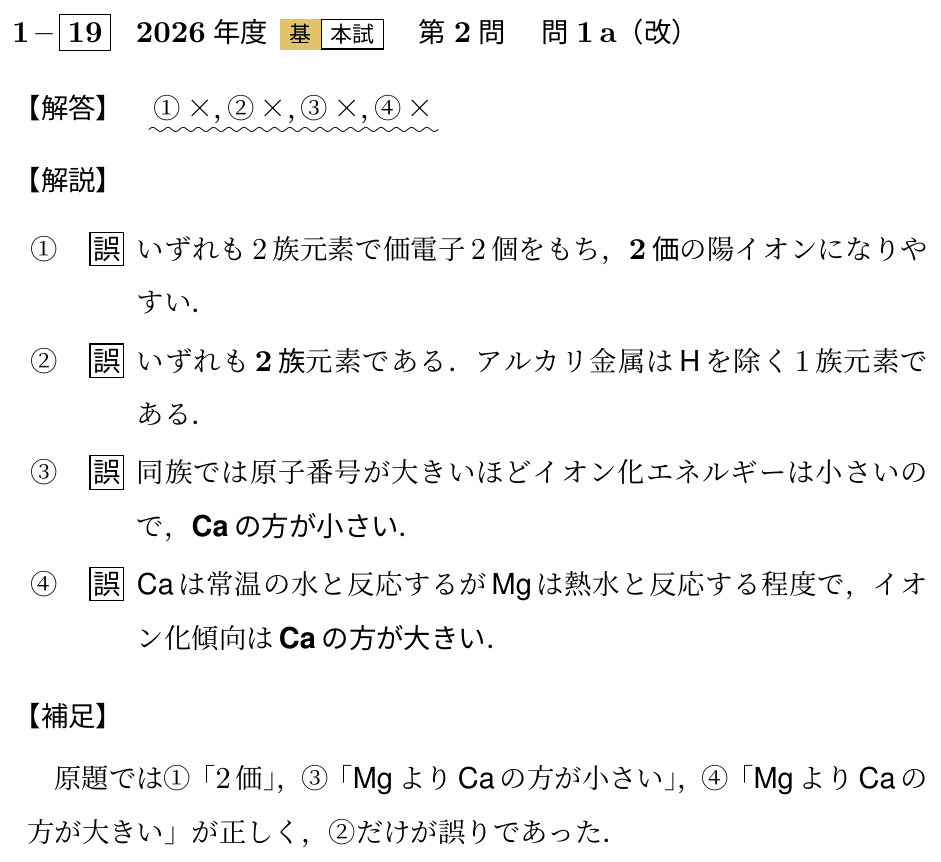 1－19 2026年度 基 本試 第2問 問1a（改）
【解答】 ①×,②×,③×,④×
【解説】
① 誤 いずれも2族元素で価電子2個をもち，2価の陽イオンになりや
すい．
② 誤 いずれも2族元素である．アルカリ金属はHを除く1族元素で
ある．
③ 誤 同族では原子番号が大きいほどイオン化エネルギーは小さいの
で，Caの方が小さい．
④ 誤 Caは常温の水と反応するがMgは熱水と反応する程度で，イオ
ン化傾向はCaの方が大きい．
【補足】
原題では①「2価」，③「MgよりCaの方が小さい」，④「MgよりCaの
方が大きい」が正しく，②だけが誤りであった．